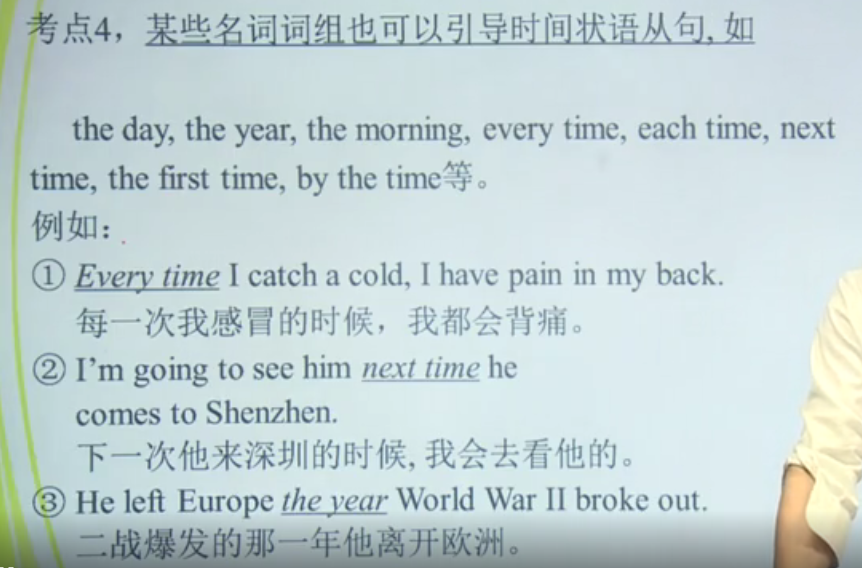 考点4，某些名词词组也可以引导时间状语从句, 如
the day, the year, the morning, every time, each time, next
time, the first time, by the time等。
例如：
① Every time I catch a cold, I have pain in my back.
每一次我感冒的时候，我都会背痛。
② I’m going to see him next time he
comes to Shenzhen.
下一次他来深圳的时候, 我会去看他的。
③ He left Europe the year World War II broke out.
二战爆发的那一年他离开欧洲。